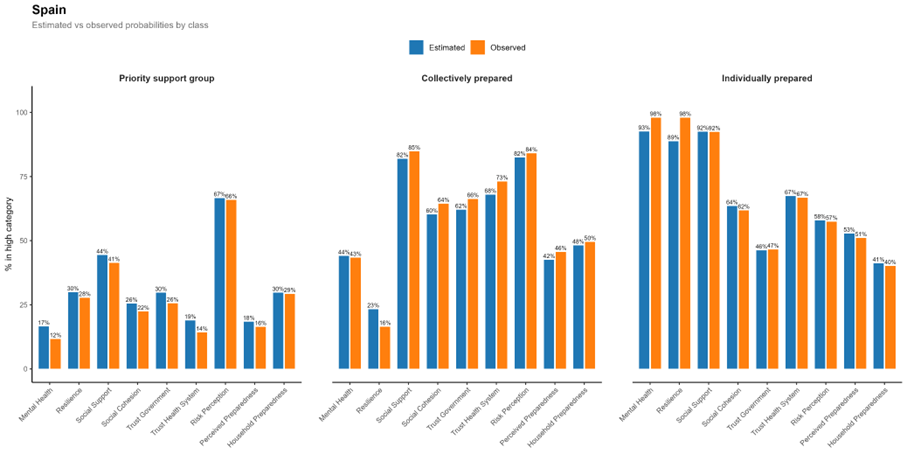 Spain
Estimated vs observed probabilities by class
Estimated
Observed
Priority support group
Collectively prepared
Individually prepared
% in high category
100
75
50
25
0
17%
12%
30%
28%
44%
41%
26%
22%
30%
26%
19%
14%
67%
66%
18%
16%
30%
29%
44%
43%
23%
16%
82%
85%
60%
64%
62%
66%
68%
73%
82%
84%
42%
46%
48%
50%
93%
98%
89%
98%
92%
92%
64%
62%
46%
47%
67%
67%
58%
57%
53%
51%
41%
40%
Mental Health
Resilience
Social Support
Social Cohesion
Trust Government
Trust Health System
Risk Perception
Perceived Preparedness
Household Preparedness
Mental Health
Resilience
Social Support
Social Cohesion
Trust Government
Trust Health System
Risk Perception
Perceived Preparedness
Household Preparedness
Mental Health
Resilience
Social Support
Social Cohesion
Trust Government
Trust Health System
Risk Perception
Perceived Preparedness
Household Preparedness